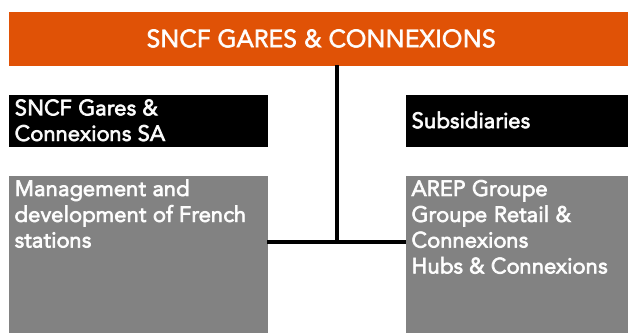 SNCF GARES & CONNEXIONS
SNCF Gares &
Connexions SA
Subsidiaries
Management and
development of French
stations
AREP Groupe
Groupe Retail &
Connexions
Hubs & Connexions